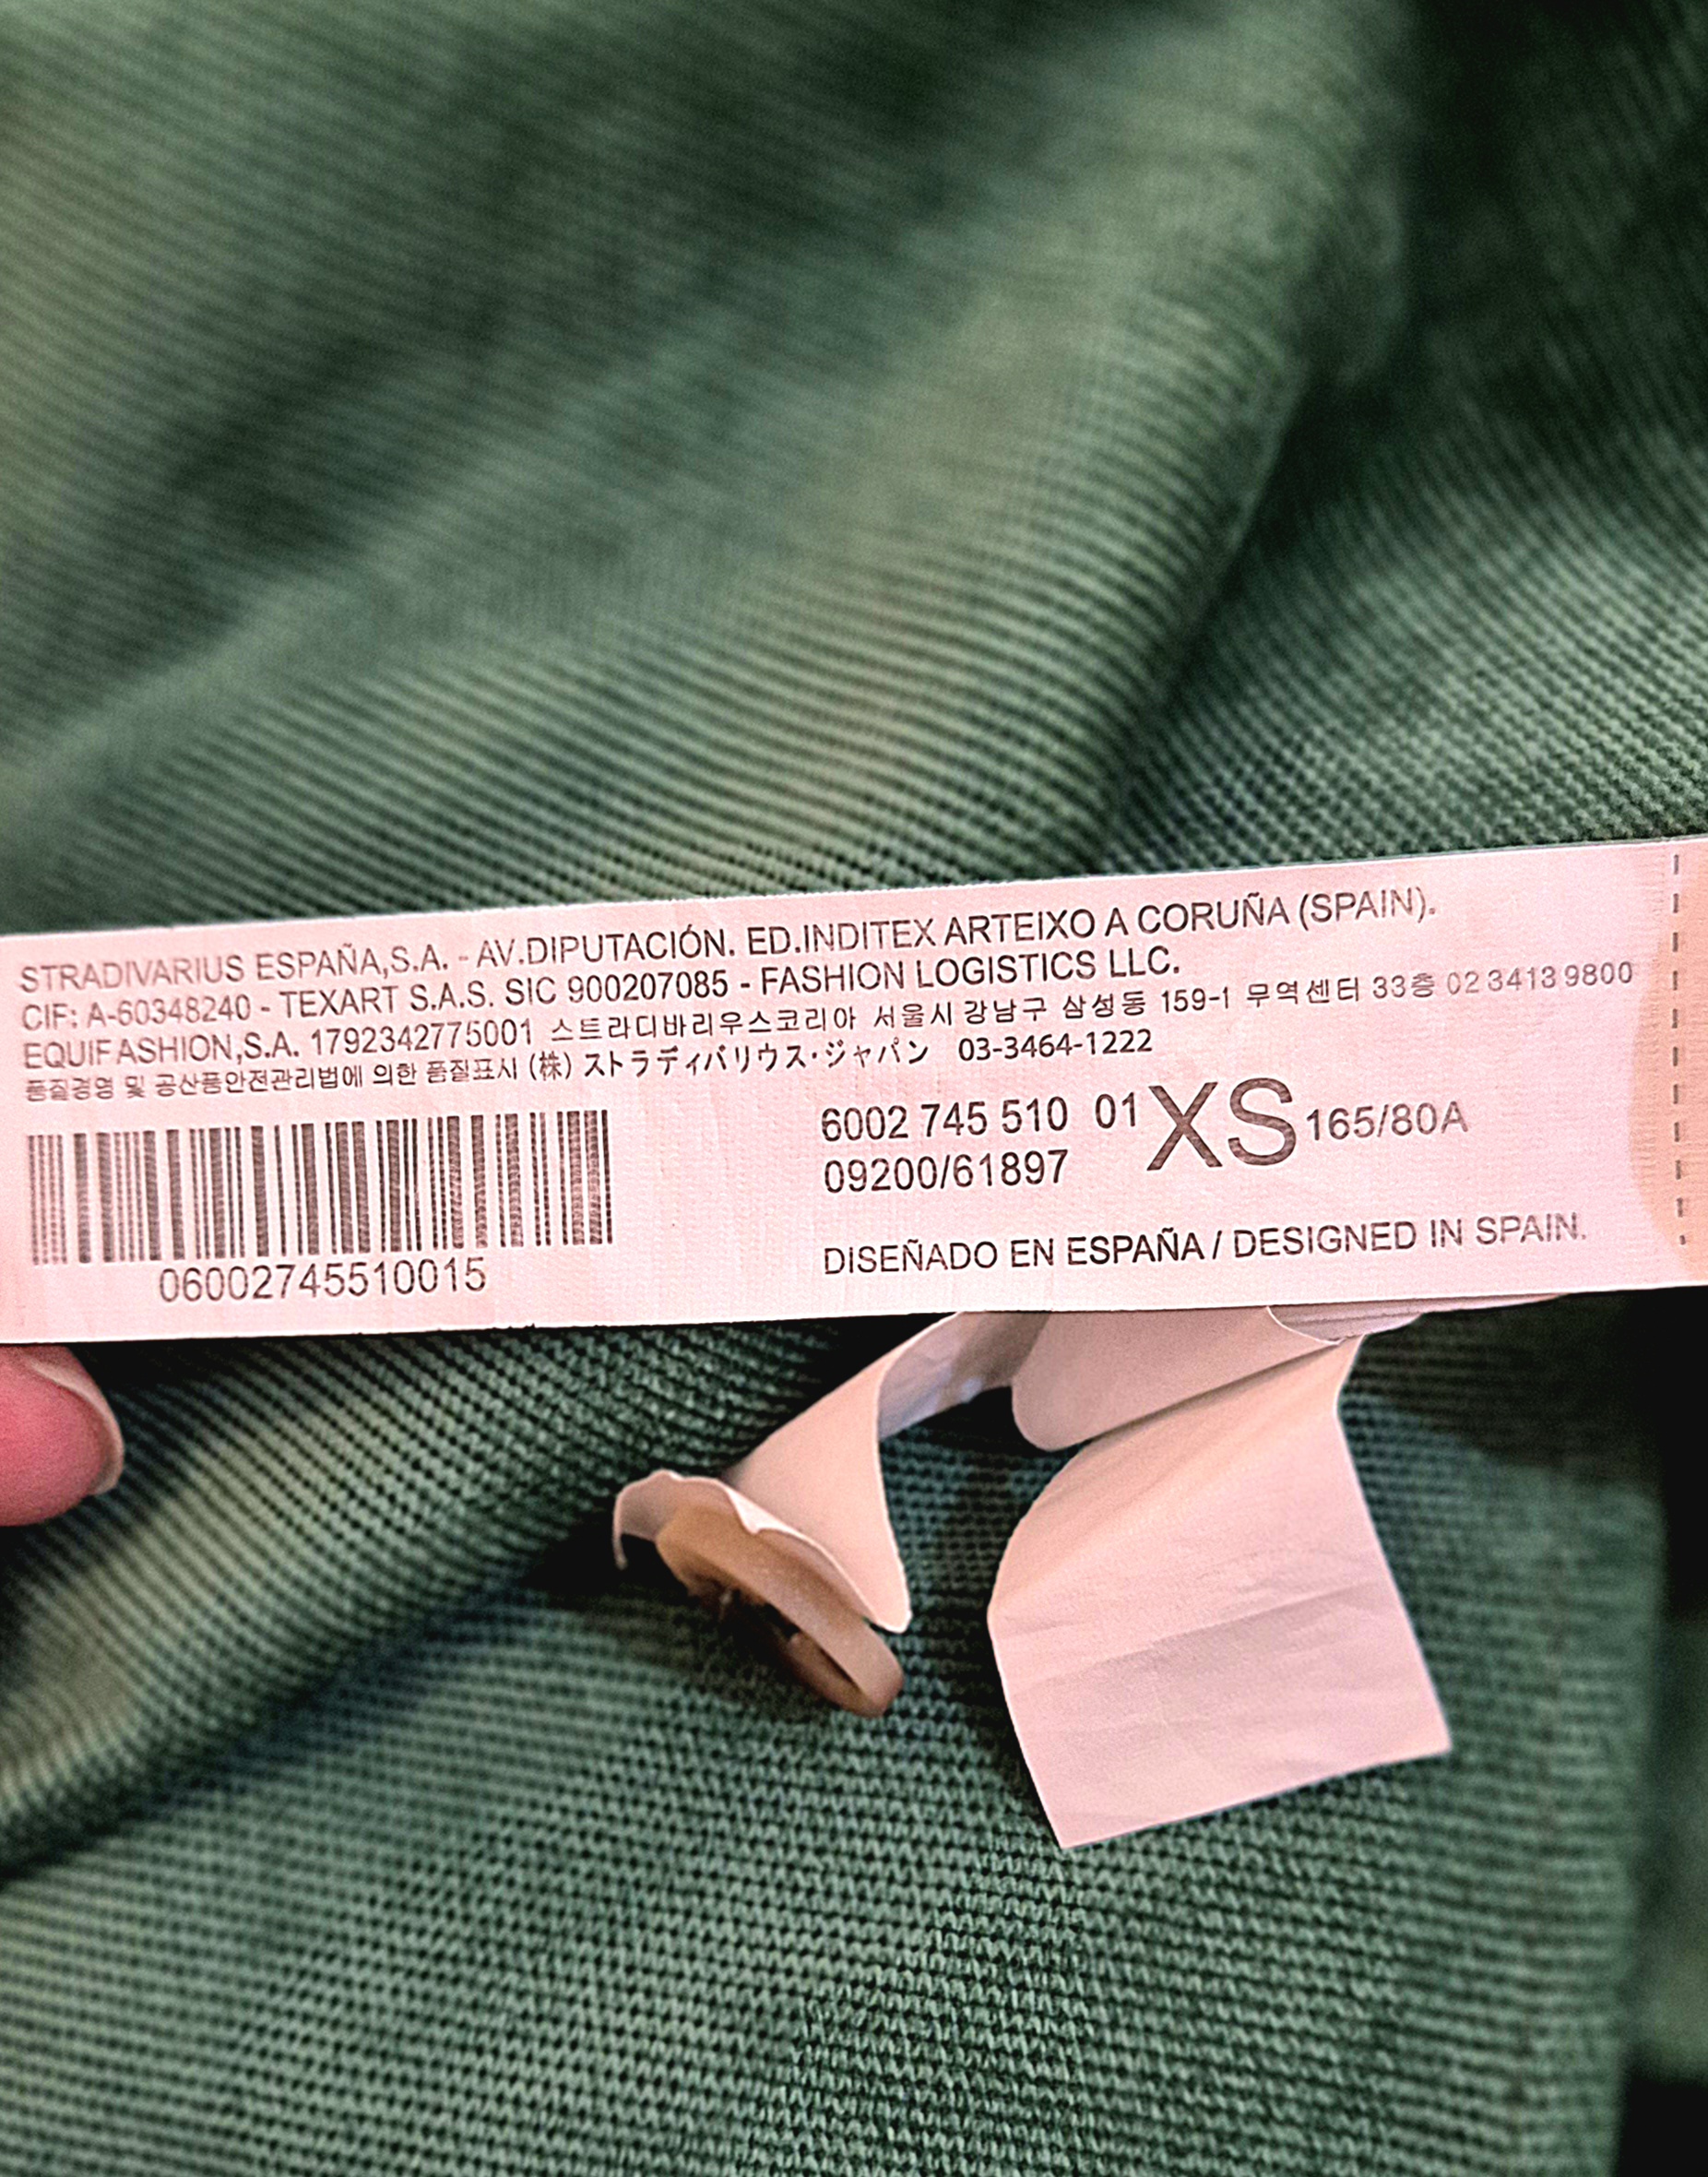 STRADIVARIUS ESPAÑA,S.A. - AV.DIPUTACIÓN. ED.INDITEX ARTEIXO A CORUÑA (SPAIN).
CIF: A-60348240 - TEXART S.A.S. SIC 900207085 - FASHION LOGISTICS LLC.
EQUIFASHION,S.A. 1792342775001 스트라디바리우스코리아 서울시 강남구 삼성동 159-1 무역센터 33층 02 3413 9800
품질경영 및 공산품안전관리법에 의한 품질표시 (株) ストラディバリウス・ジャパン 03-3464-1222
6002 745 510 01 XS 165/80A
09200/61897
DISEÑADO EN ESPAÑA / DESIGNED IN SPAIN.
06002745510015